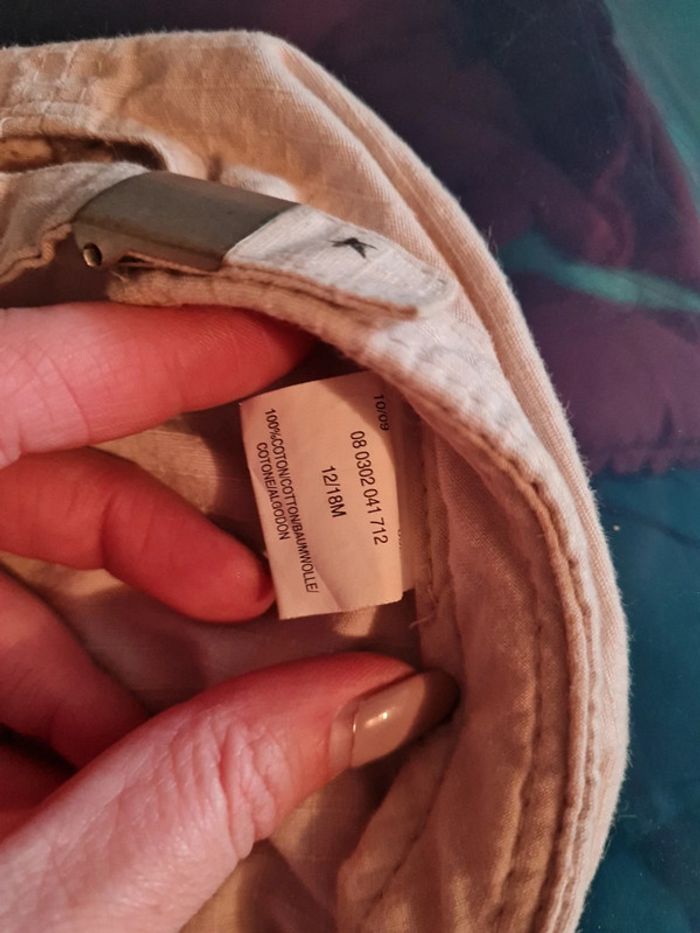 10/09
08 0302 041 712
12/18M
100%COTON/COTTON/BAUMWOLLE/
COTONE/ALGODON